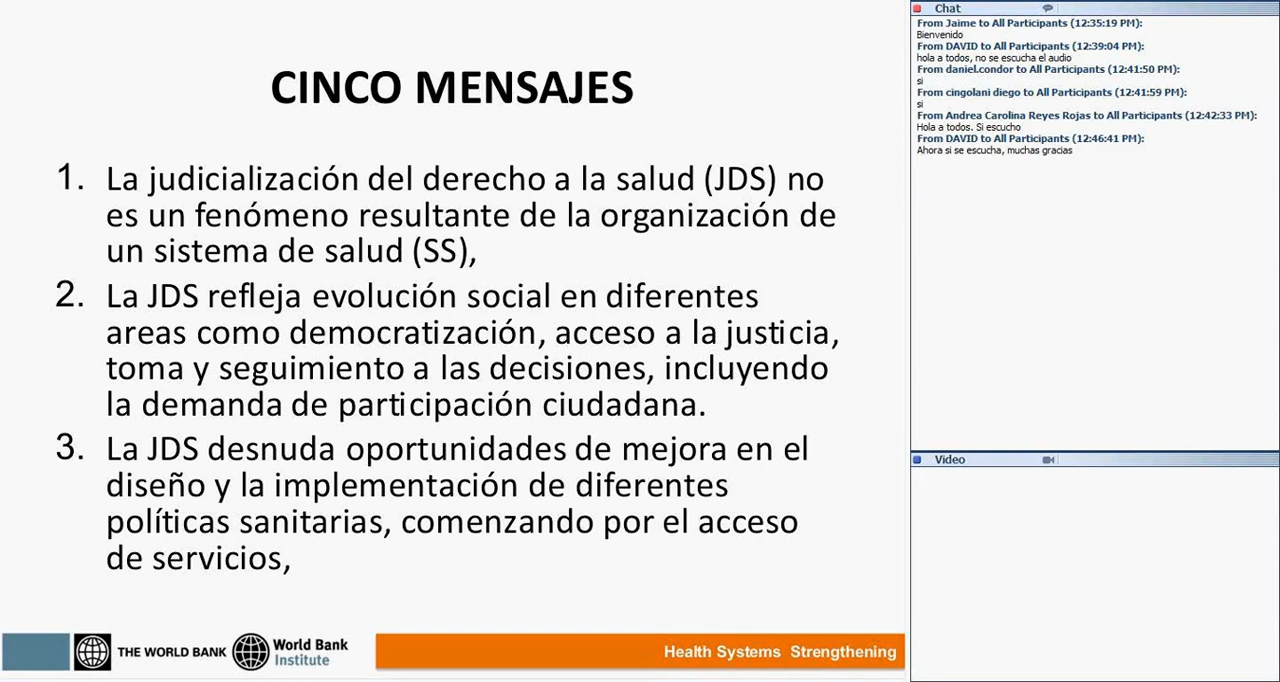 CINCO MENSAJES
1. La judicialización del derecho a la salud (JDS) no
es un fenómeno resultante de la organización de
un sistema de salud (SS),
2. La JDS refleja evolución social en diferentes
areas como democratización, acceso a la justicia,
toma y seguimiento a las decisiones, incluyendo
la demanda de participación ciudadana.
3. La JDS desnuda oportunidades de mejora en el
diseño y la implementación de diferentes
políticas sanitarias, comenzando por el acceso
de servicios,
THE WORLD BANK
World Bank
Institute
Health Systems Strengthening
Chat
From Jaime to All Participants (12:35:19 PM):
Bienvenido
From DAVID to All Participants (12:39:04 PM):
hola a todos, no se escucha el audio
From daniel.condor to All Participants (12:41:50 PM):
si
From cingolani diego to All Participants (12:41:59 PM):
si
From Andrea Carolina Reyes Rojas to All Participants (12:42:33 PM):
Hola a todos. Si escucho
From DAVID to All Participants (12:46:41 PM):
Ahora si se escucha, muchas gracias
Video